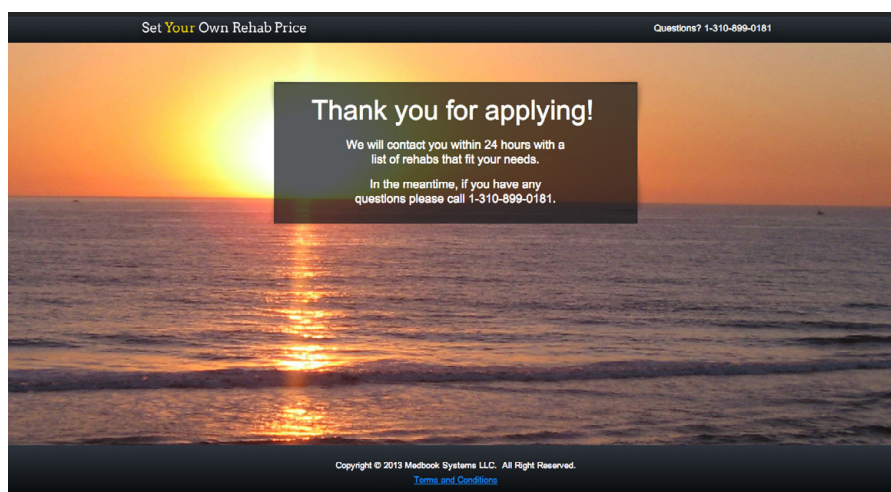 Set Your Own Rehab Price
Questions? 1-310-899-0181
Thank you for applying!
We will contact you within 24 hours with a
list of rehabs that fit your needs.
In the meantime, if you have any
questions please call 1-310-899-0181.
Copyright © 2013 Medbook Systems LLC.  All Right Reserved.
Terms and Conditions